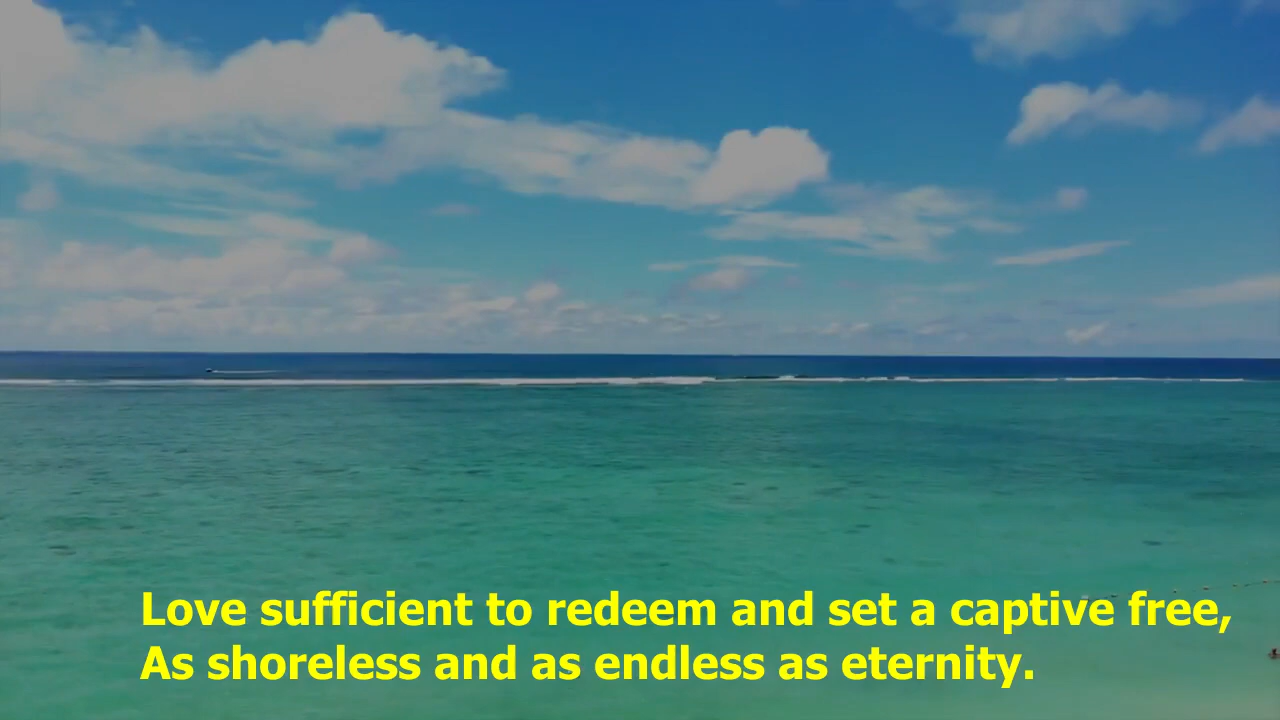 Love sufficient to redeem and set a captive free,
As shoreless and as endless as eternity.